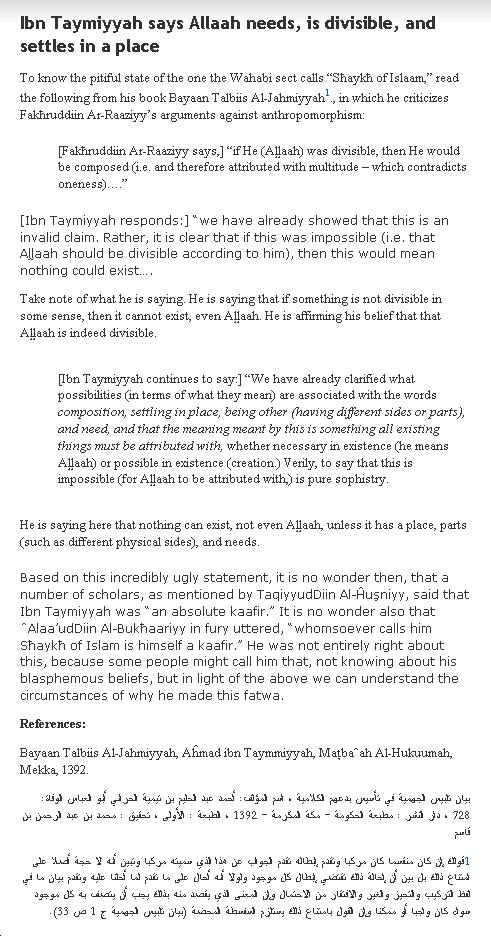 Ibn Taymiyyah says Allaah needs, is divisible, and
settles in a place
To know the pitiful state of the one the Wahabi sect calls “Sħaykħ of Islaam,” read
the following from his book Bayaan Talbiis Al-Jahmiyyah1., in which he criticizes
Fakħruddiin Ar-Raaziyy’s arguments against anthropomorphism:
[Fakħruddiin Ar-Raaziyy says,] “if He (Aļļaah) was divisible, then He would
be composed (i.e. and therefore attributed with multitude – which contradicts
oneness)….”
[Ibn Taymiyyah responds:] “we have already showed that this is an
invalid claim. Rather, it is clear that if this was impossible (i.e. that
Aļļaah should be divisible according to him), then this would mean
nothing could exist….
Take note of what he is saying. He is saying that if something is not divisible in
some sense, then it cannot exist, even Aļļaah. He is affirming his belief that that
Aļļaah is indeed divisible.
[Ibn Taymiyyah continues to say:] “We have already clarified what
possibilities (in terms of what they mean) are associated with the words
composition, settling in place, being other (having different sides or parts),
and need, and that the meaning meant by this is something all existing
things must be attributed with, whether necessary in existence (he means
Aļļaah) or possible in existence (creation.) Verily, to say that this is
impossible (for Aļļaah to be attributed with,) is pure sophistry.
He is saying here that nothing can exist, not even Aļļaah, unless it has a place, parts
(such as different physical sides), and needs.
Based on this incredibly ugly statement, it is no wonder then, that a
number of scholars, as mentioned by TaqiyyudDiin Al-Ĥuşniyy, said that
Ibn Taymiyyah was “an absolute kaafir.” It is no wonder also that
ˆAlaa’udDiin Al-Bukħaariyy in fury uttered, “whomsoever calls him
Sħaykħ of Islam is himself a kaafir.” He was not entirely right about
this, because some people might call him that, not knowing about his
blasphemous beliefs, but in light of the above we can understand the
circumstances of why he made this fatwa.
References:
Bayaan Talbiis Al-Jahmiyyah, Aĥmad ibn Taymmiyyah, Maţbaˆah Al-Hukuumah,
Mekka, 1392.
بيان تلبيس الجهمية في تأسيس بدعهم الكلامية ، اسم المؤلف: أحمد عبد الحليم بن تيمية الحراني أبو العباس الوفاة:
728 ، دار النشر : مطبعة الحكومة - مكة المكرمة - 1392 ، الطبعة : الأولى ، تحقيق : محمد بن عبد الرحمن بن
قاسم
1قولك إن كان منقسما كان مركبا وتقدم إبطاله تقدم الجواب عن هذا الذي سميته مركبا وتبين أنه لا حجة أصلا على
امتناع ذلك بل بين أن إحالة ذلك تقتضي إبطال كل موجود ولولا أنه أحال على ما تقدم لما أحلنا عليه وتقدم بيان ما في
لفظ التركيب والتحيز والغير والافتقار من الاحتمال وإن المعنى الذي يقصد منه بذلك يجب أن يتصف به كل موجود
سواء كان واجبا أو ممكنا وإن القول بامتناع ذلك يستلزم السفسطة المحضة (بيان تلبيس الجهمية ج 1 ص 33).